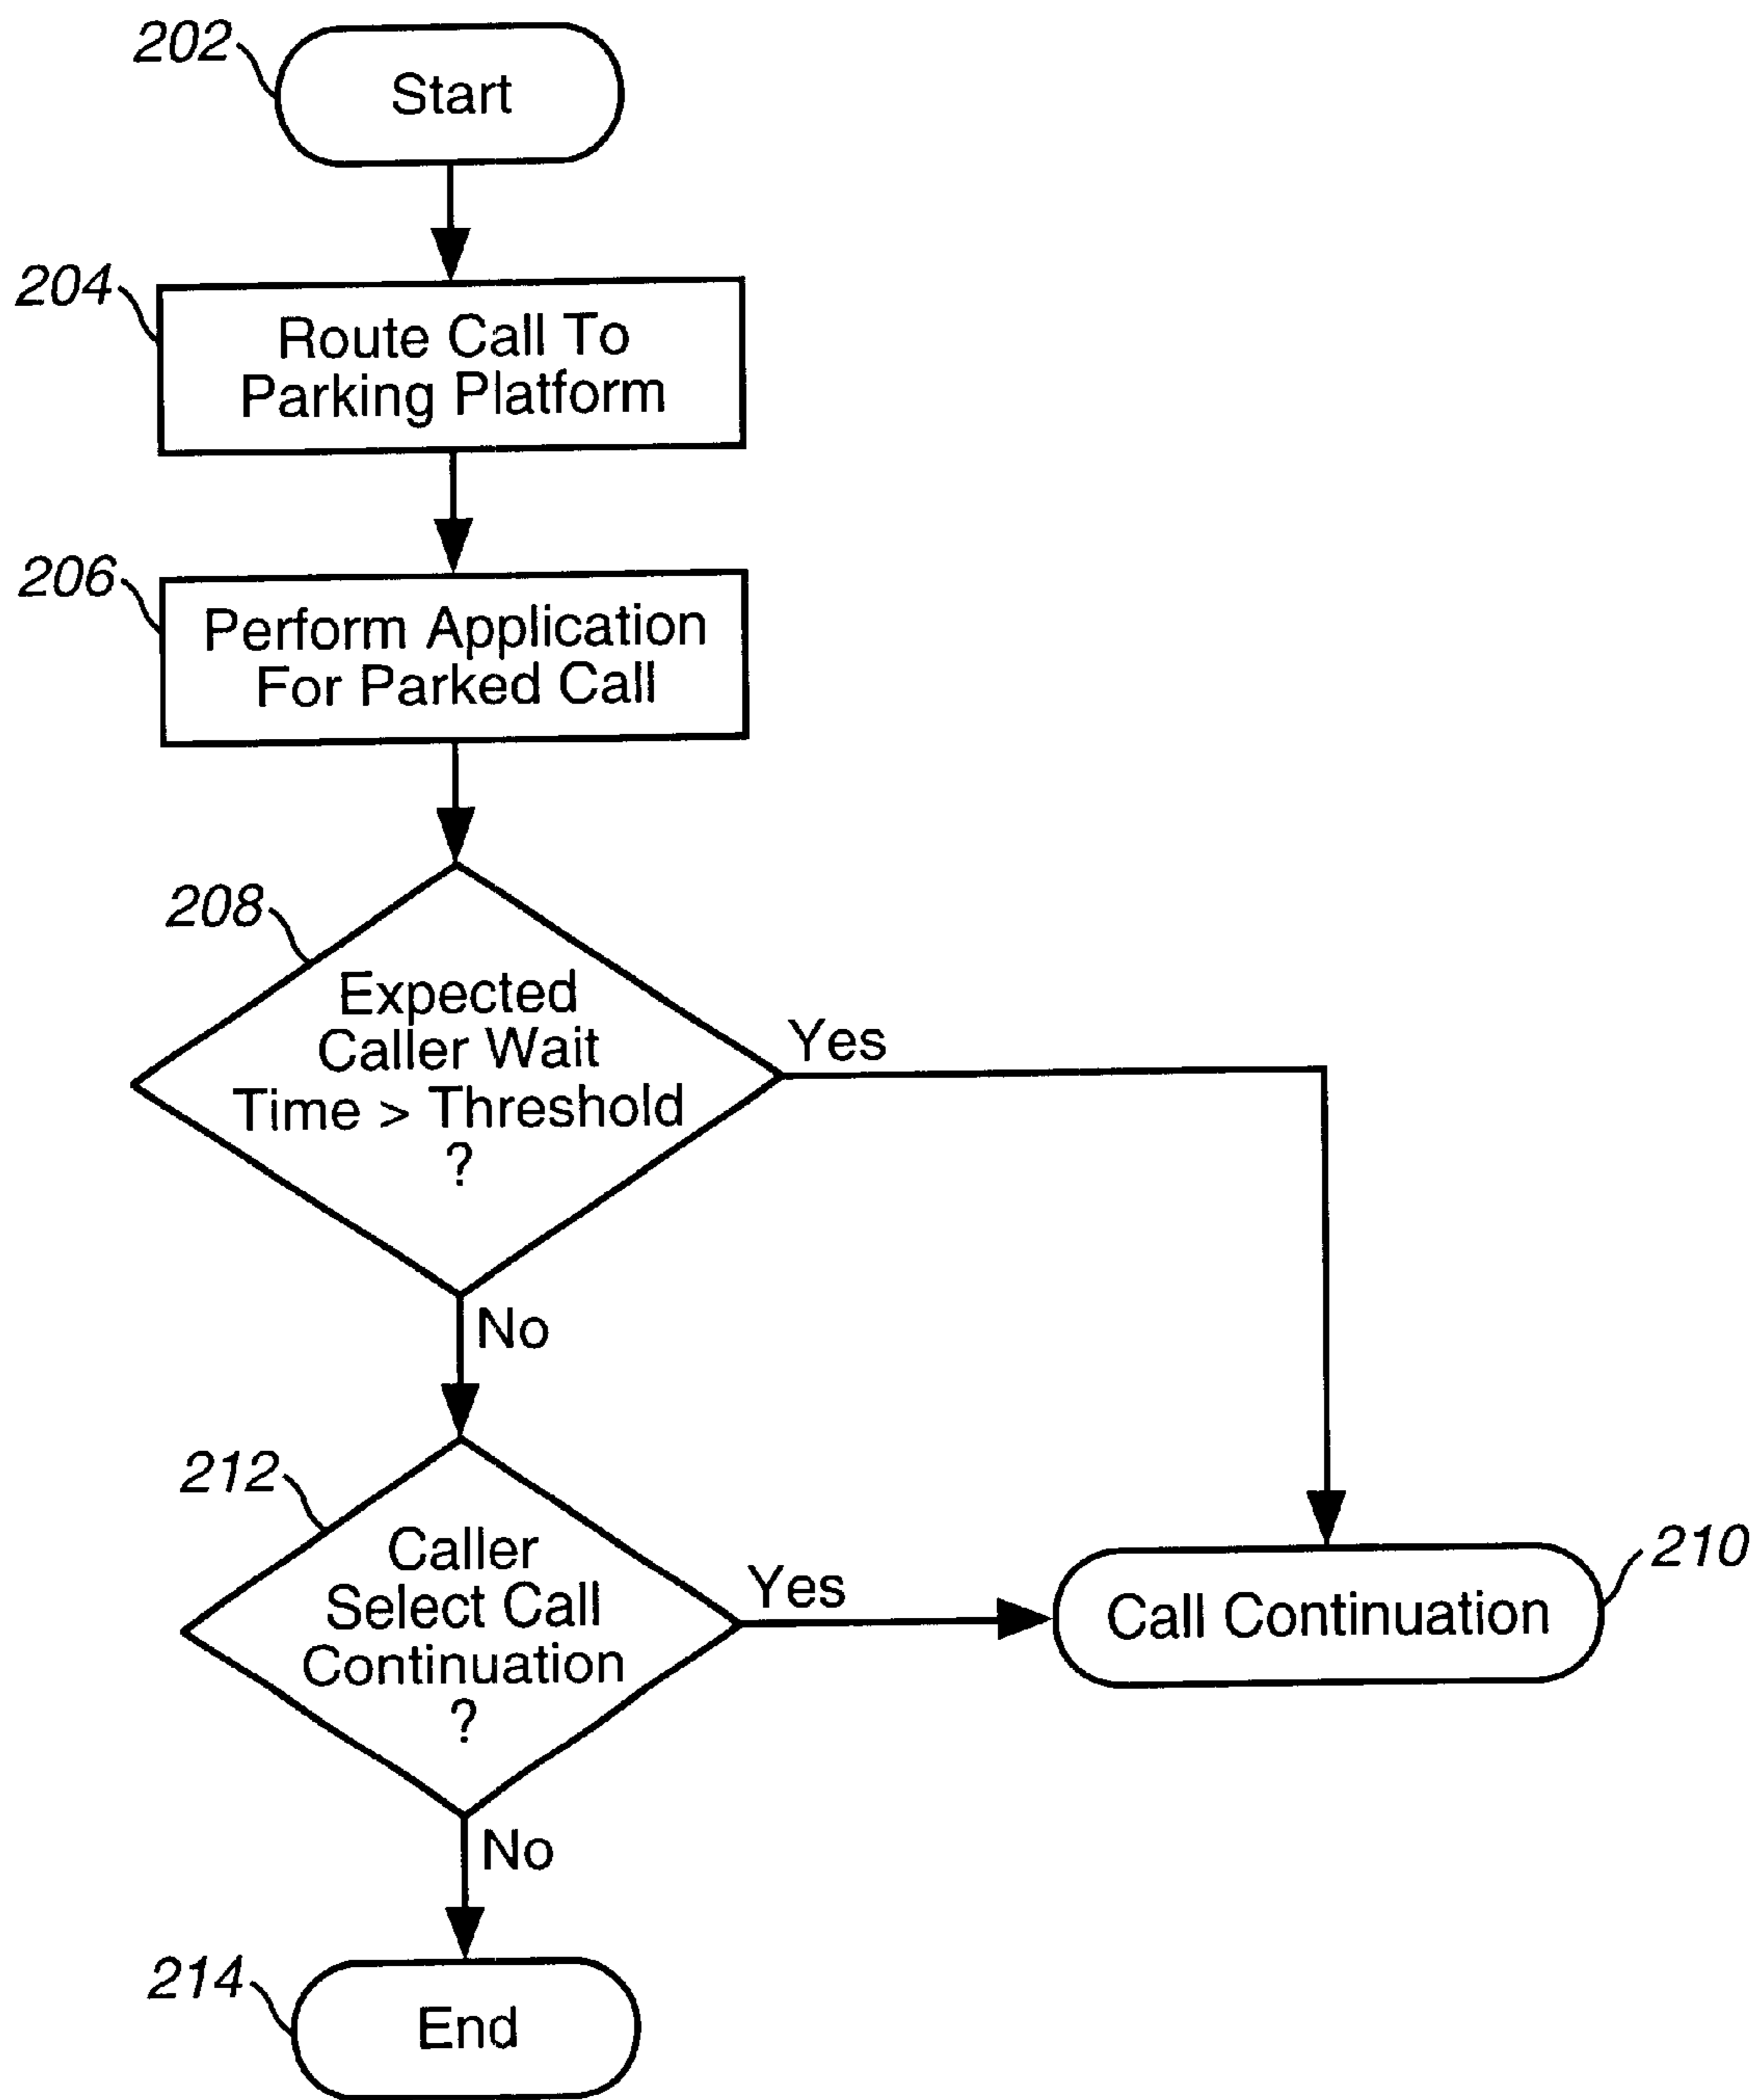 202
Start
204
Route Call To
Parking Platform
206
Perform Application
For Parked Call
208
Expected
Caller Wait
Time > Threshold
?
Yes
No
212
Caller
Select Call
Continuation
?
Yes
210
Call Continuation
No
214
End